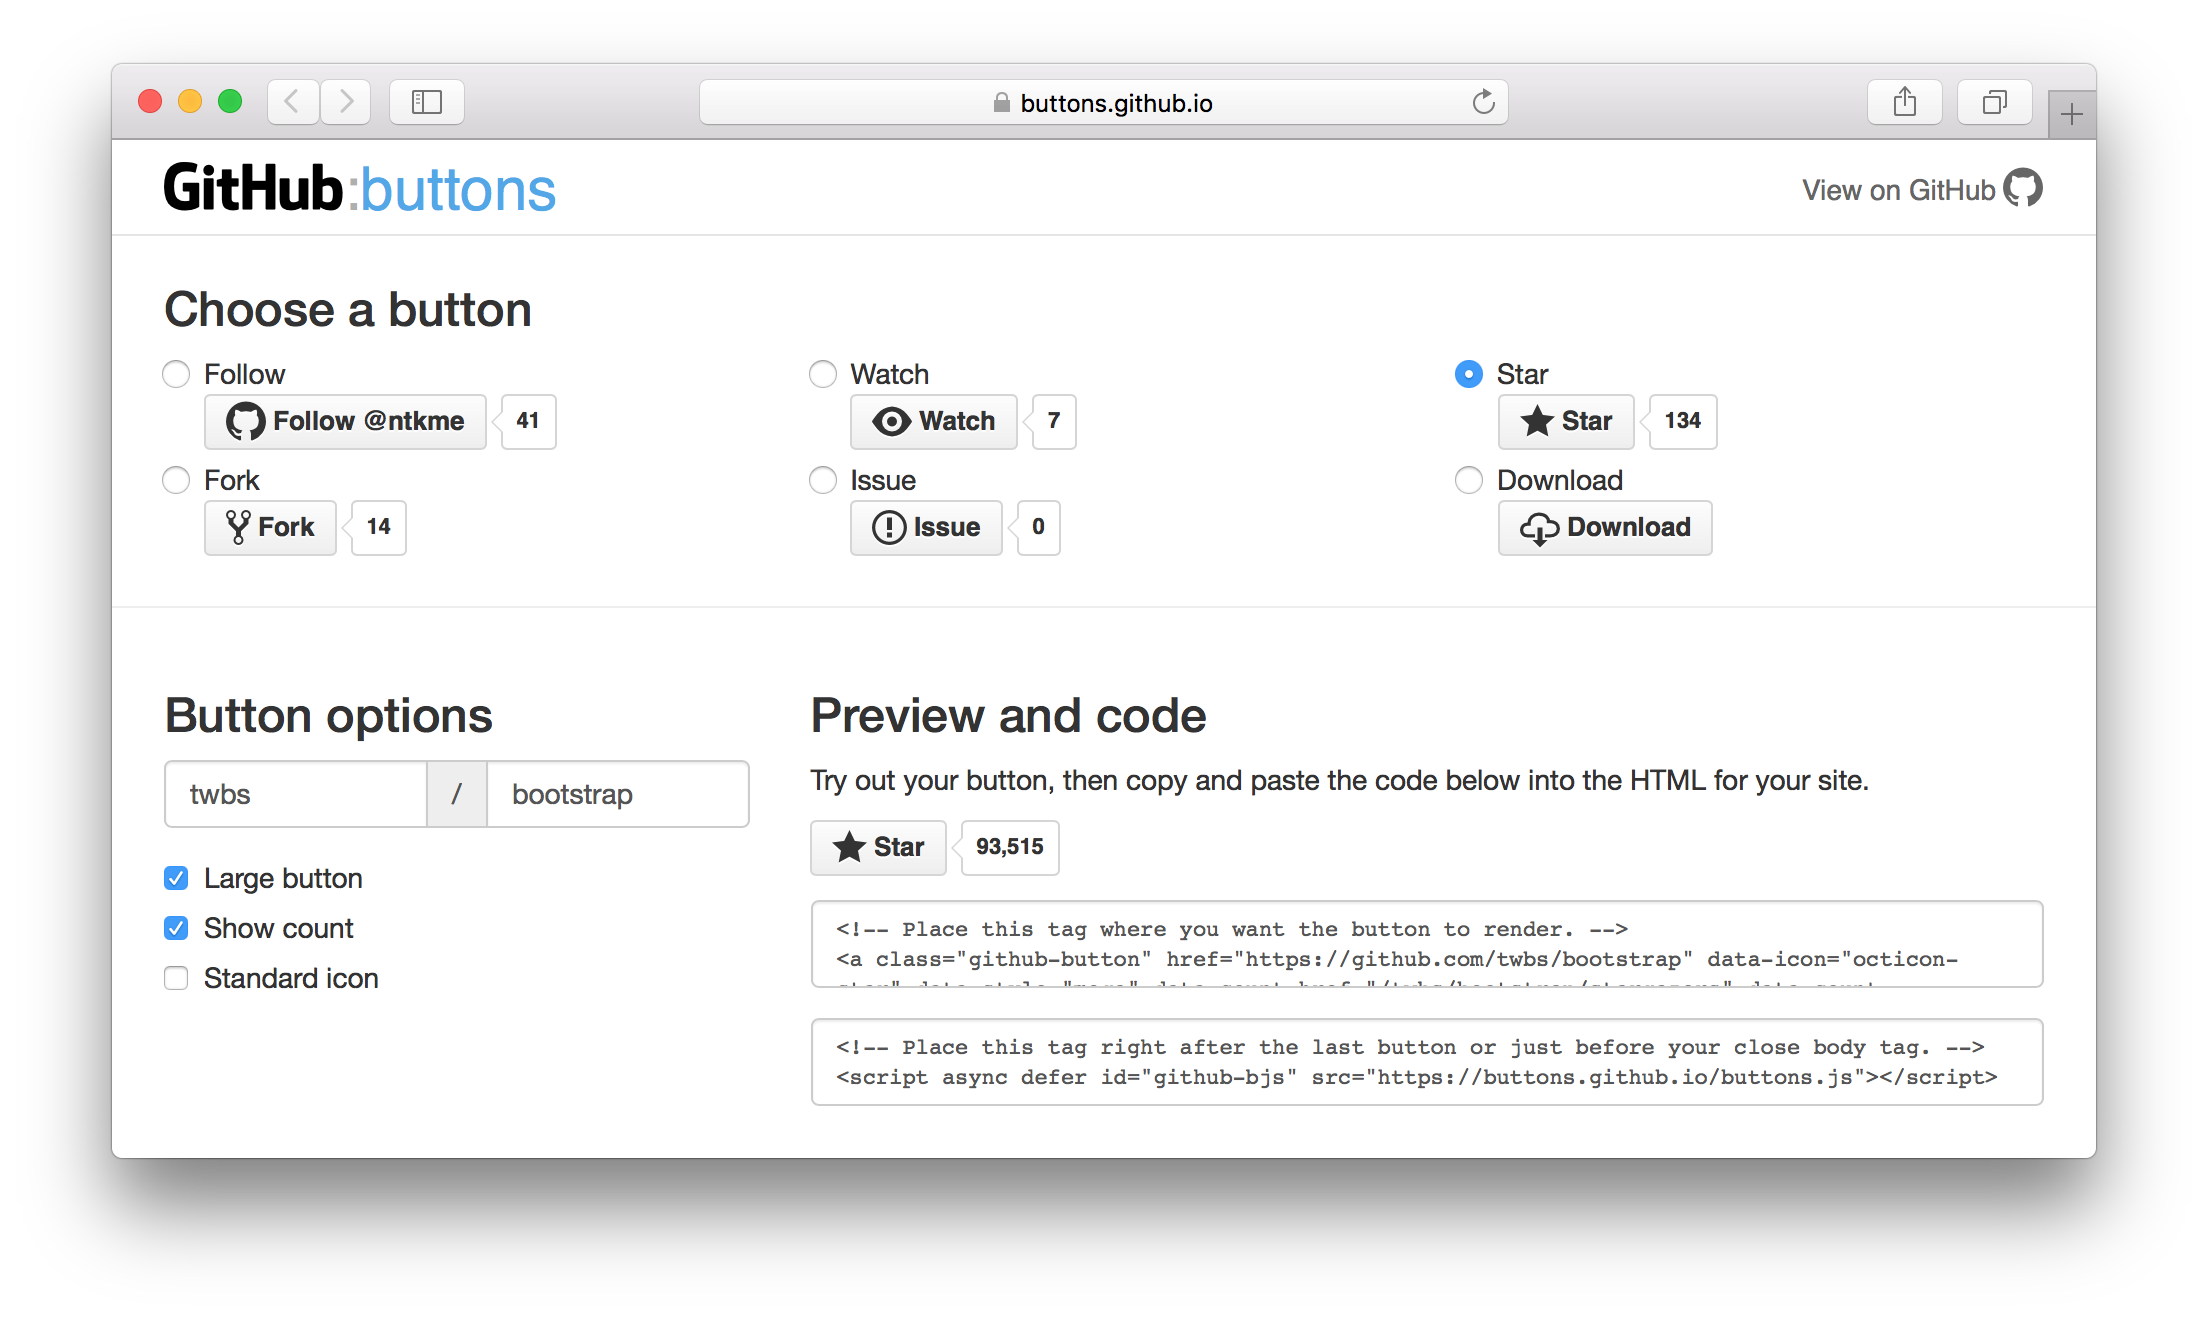 buttons.github.io
GitHub:buttons
View on GitHub
Choose a button
Follow
Watch
Star
Follow @ntkme 41
Watch 7
Star 134
Fork
Issue
Download
Fork 14
Issue 0
Download
Button options
twbs / bootstrap
Large button
Show count
Standard icon
Preview and code
Try out your button, then copy and paste the code below into the HTML for your site.
Star 93,515
<!-- Place this tag where you want the button to render. -->
<a class="github-button" href="https://github.com/twbs/bootstrap" data-icon="octicon-
<!-- Place this tag right after the last button or just before your close body tag. -->
<script async defer id="github-bjs" src="https://buttons.github.io/buttons.js"></script>